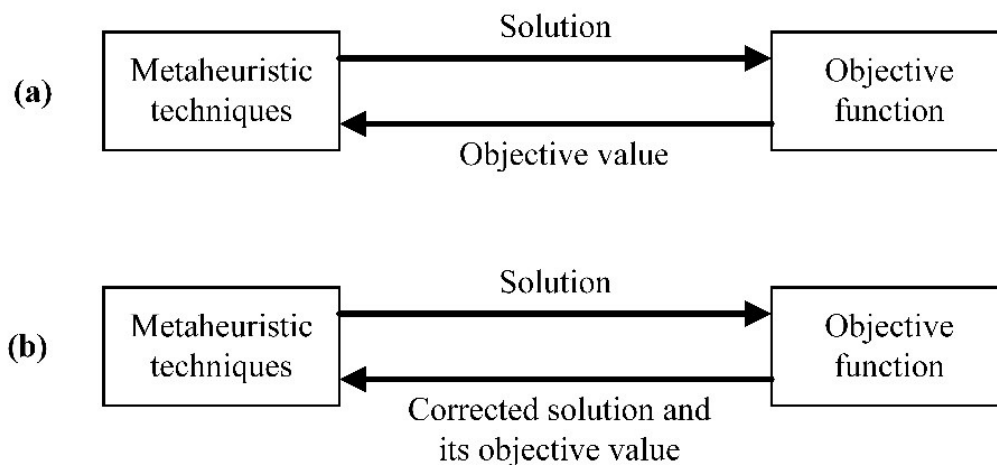 (a)
Metaheuristic
techniques
Solution
Objective value
Objective
function
(b)
Metaheuristic
techniques
Solution
Corrected solution and
its objective value
Objective
function